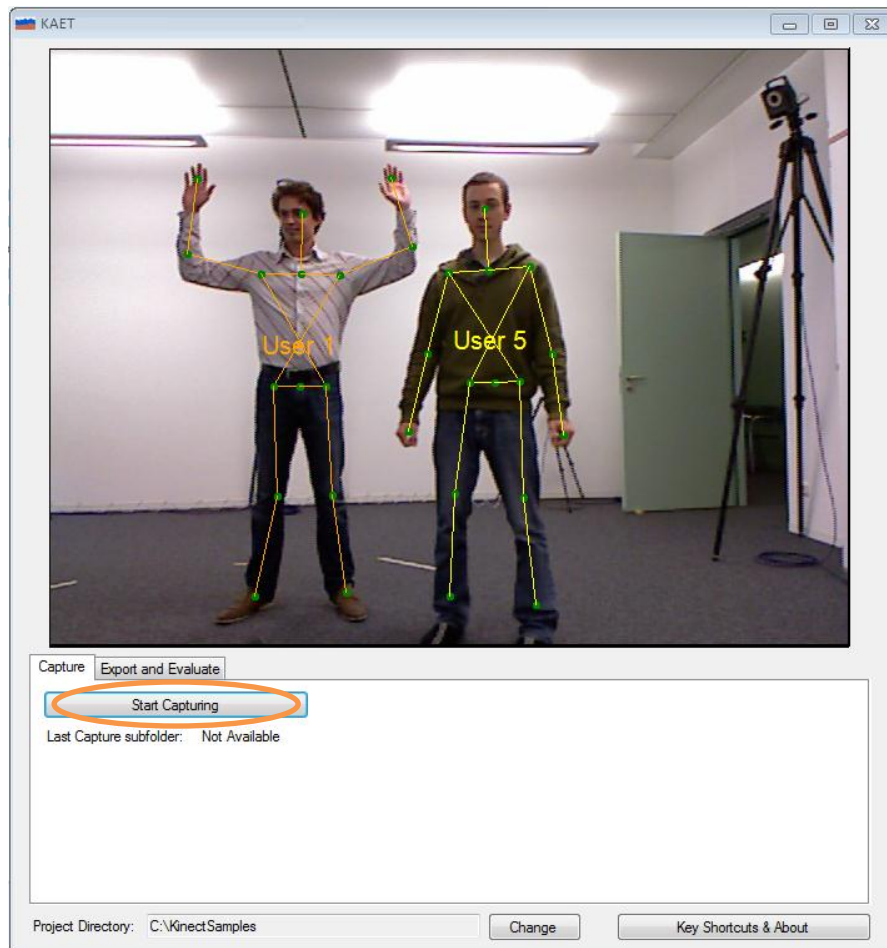 KAET
User 1
User 5
Capture
Export and Evaluate
Start Capturing
Last Capture subfolder: Not Available
Project Directory: C:\KinectSamples
Change
Key Shortcuts & About